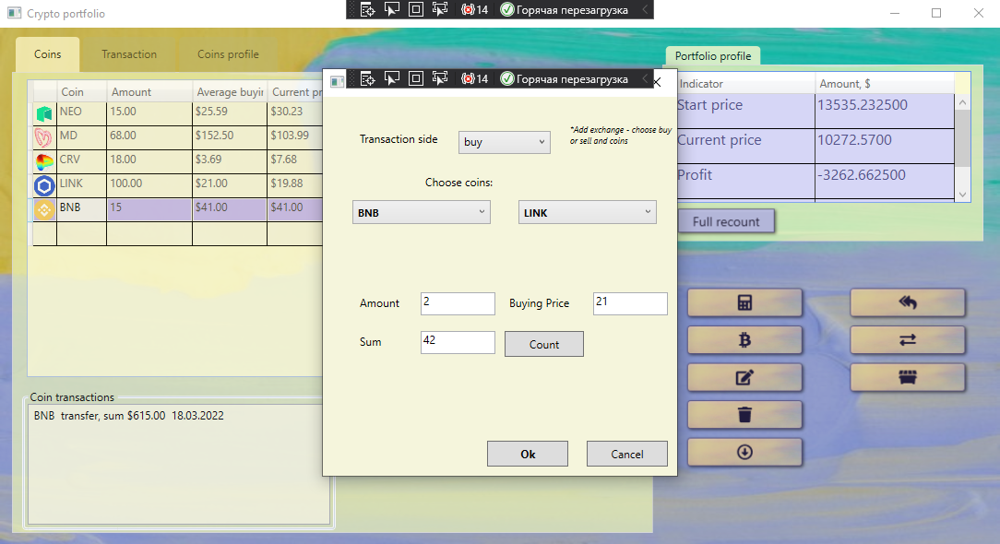 Crypto portfolio
14 Горячая перезагрузка
Coins Transaction Coins profile
Coin Amount Average buyir Current pr
NEO 15.00 $25.59 $30.23
MD 68.00 $152.50 $103.99
CRV 18.00 $3.69 $7.68
LINK 100.00 $21.00 $19.88
BNB 15 $41.00 $41.00
Coin transactions
BNB transfer, sum $615.00 18.03.2022
14 Горячая перезагрузка
Transaction side buy
*Add exchange - choose buy
or sell and coins
Choose coins:
BNB LINK
Amount 2 Buying Price 21
Sum 42 Count
Ok Cancel
Portfolio profile
Indicator Amount, $
Start price 13535.232500
Current price 10272.5700
Profit -3262.662500
Full recount